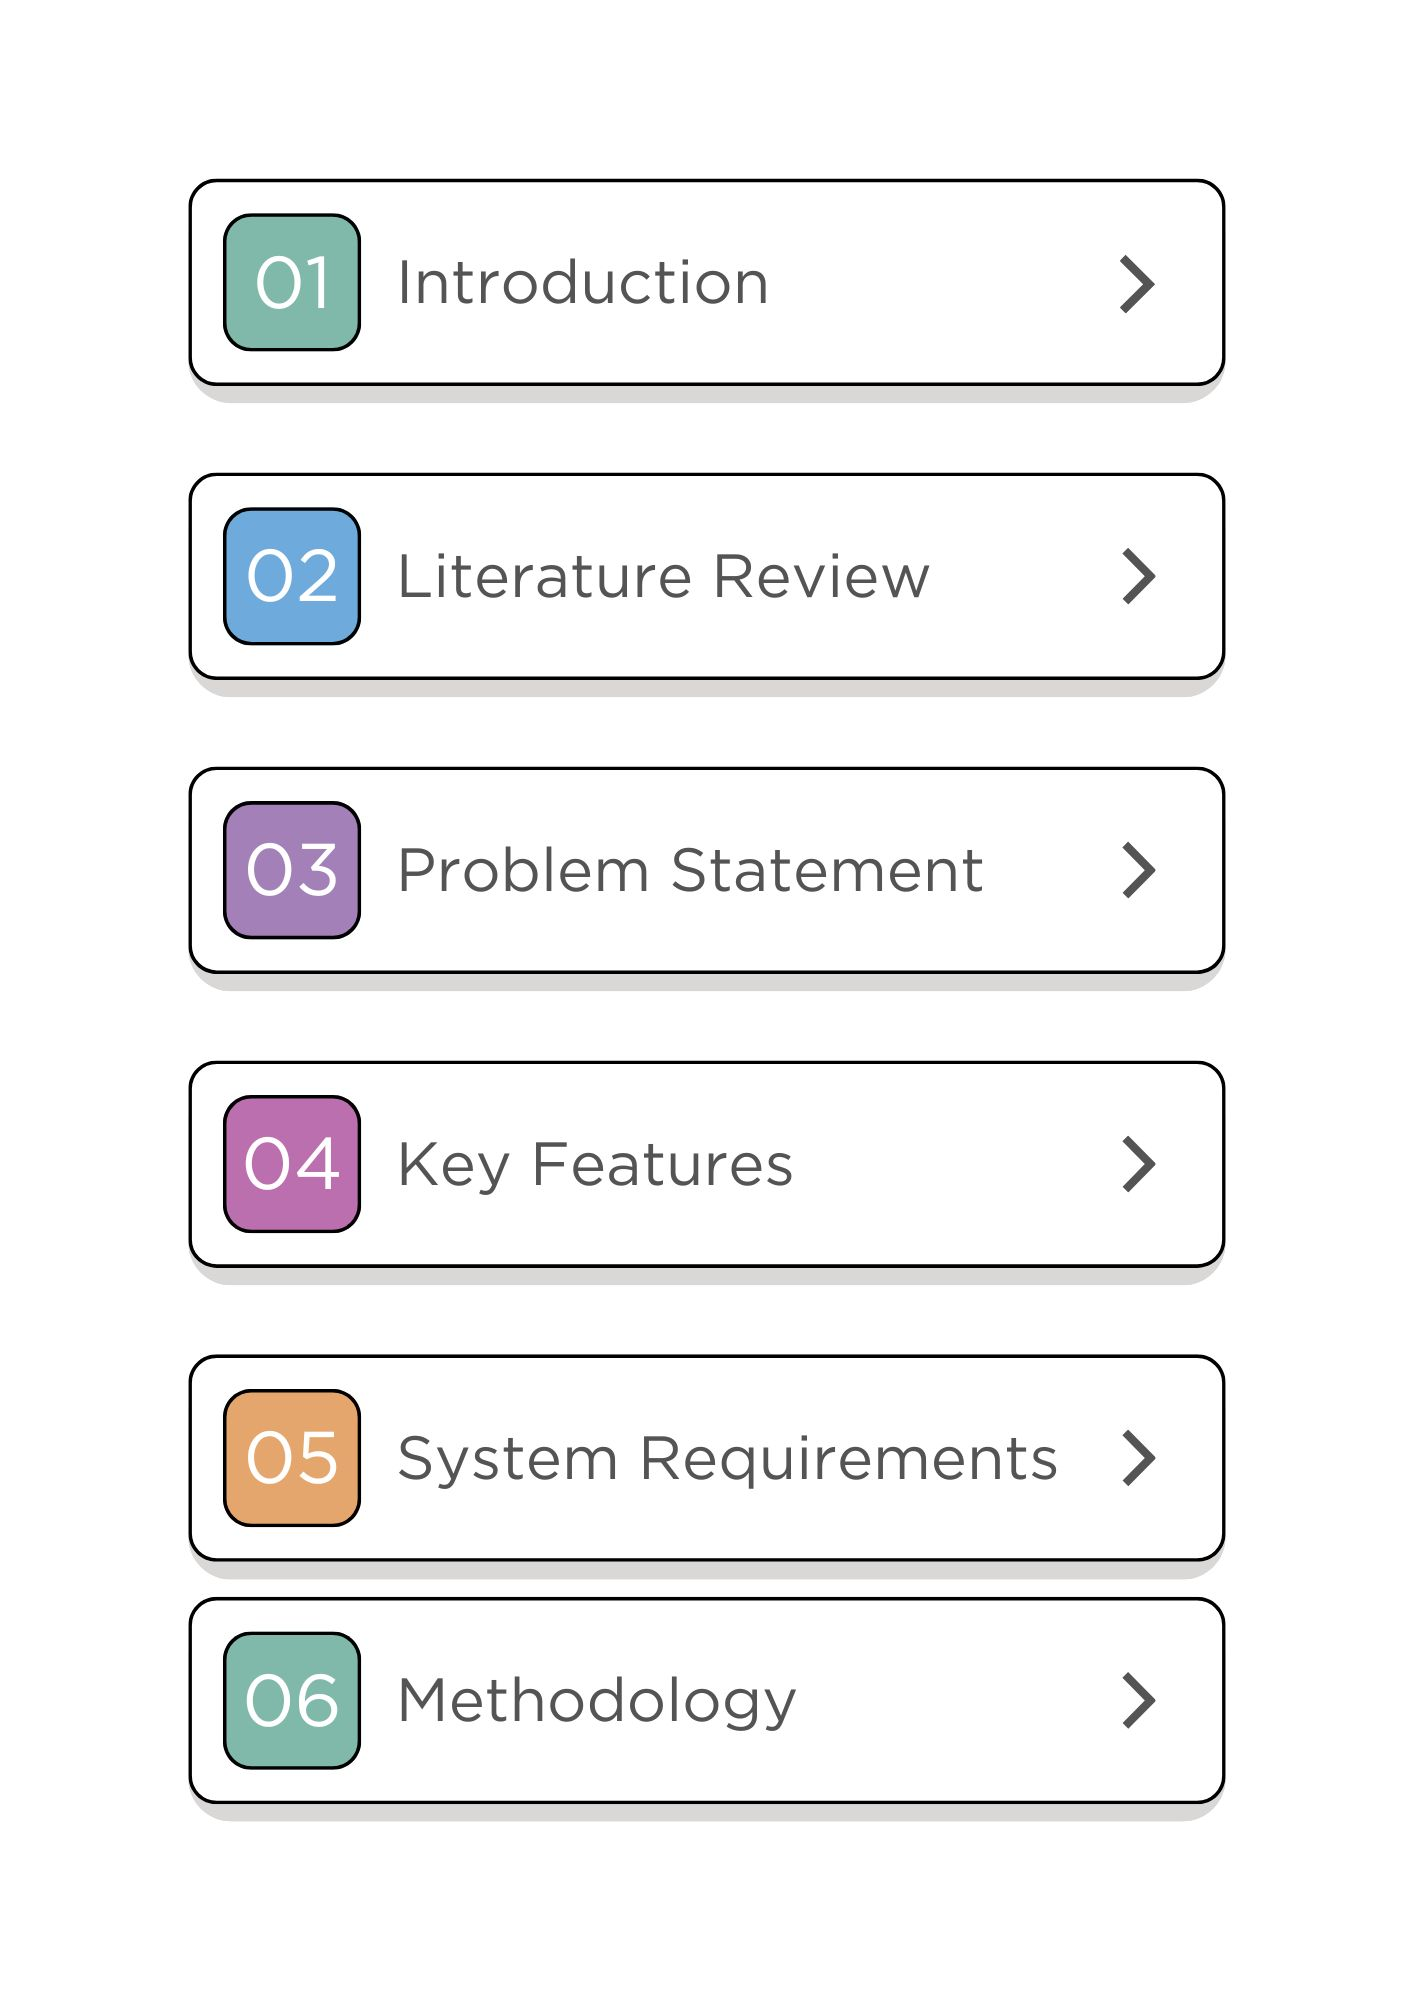 01 Introduction
02 Literature Review
03 Problem Statement
04 Key Features
05 System Requirements
06 Methodology